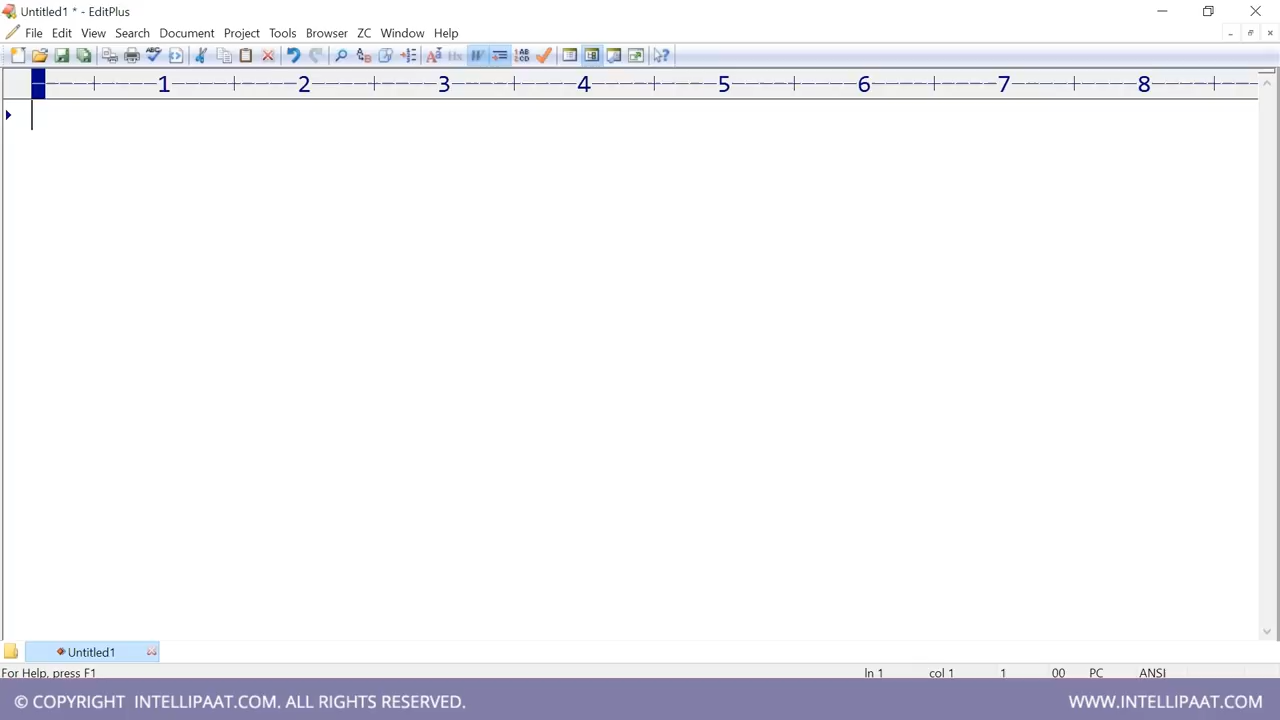 Untitled1 * - EditPlus
File Edit View Search Document Project Tools Browser ZC Window Help
1 2 3 4 5 6 7 8
Untitled1
For Help, press F1 ln 1 col 1 1 00 PC ANSI
© COPYRIGHT INTELLIPAAT.COM. ALL RIGHTS RESERVED. WWW.INTELLIPAAT.COM